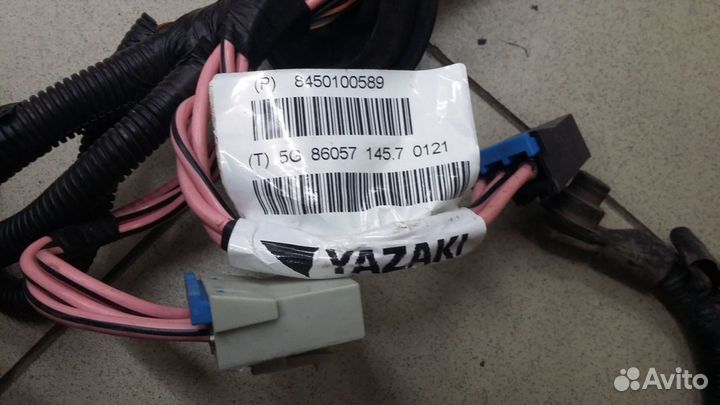 (P) 8450100589
(T) 5G 86057 145.7 0121
YAZAKI
Avito